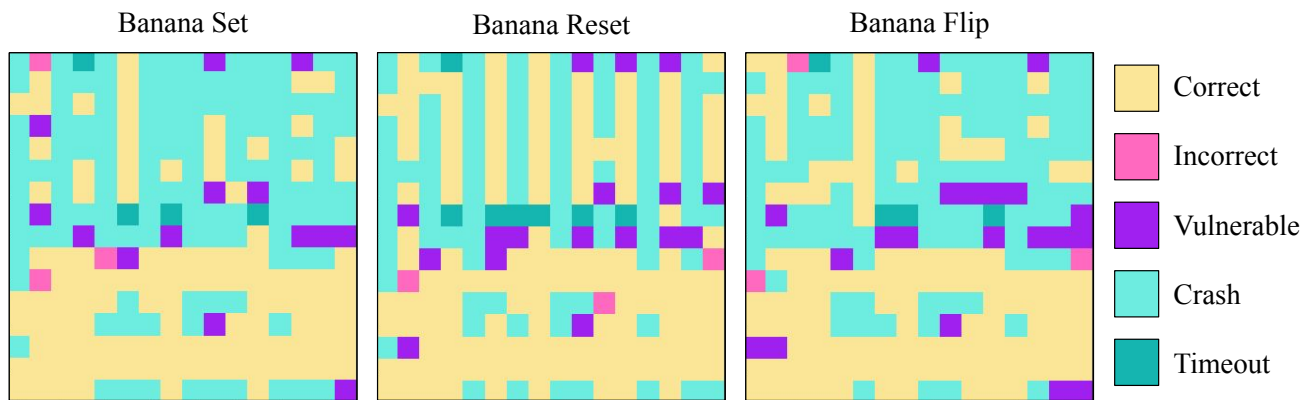 Banana Set
Banana Reset
Banana Flip
Correct
Incorrect
Vulnerable
Crash
Timeout